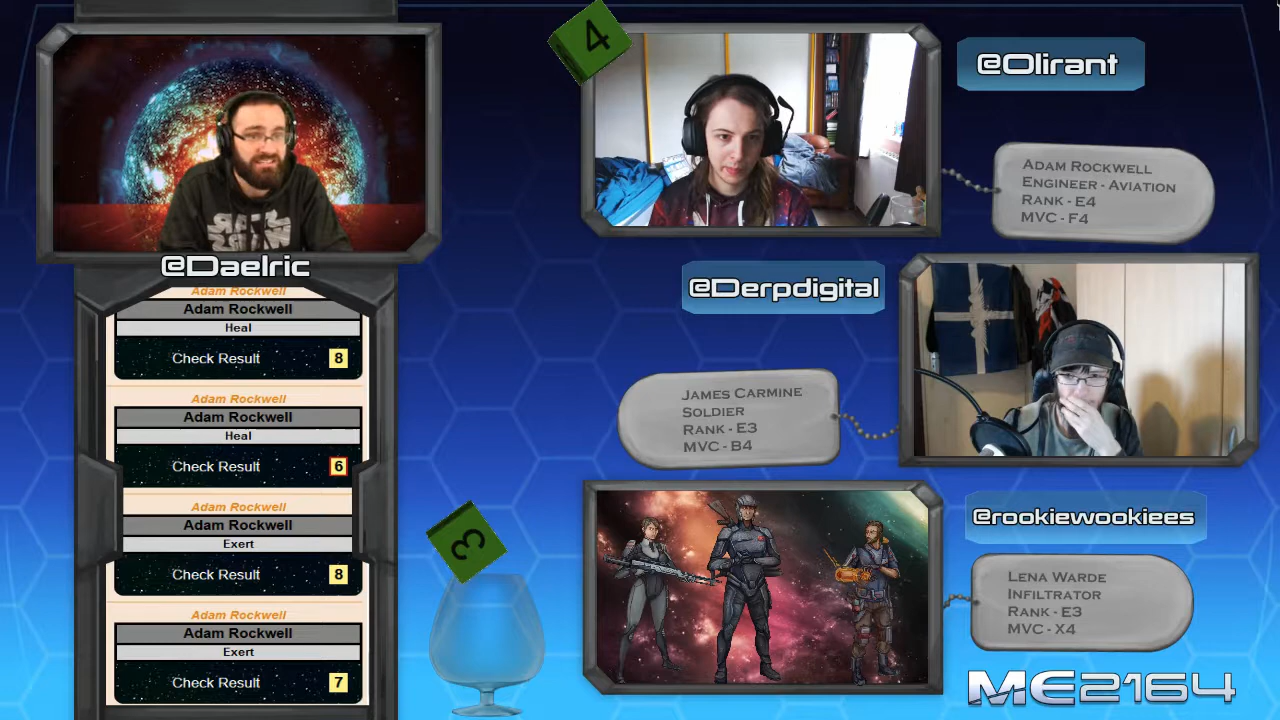 @Daelric
Adam Rockwell
Adam Rockwell
Heal
Check Result 8
Adam Rockwell
Adam Rockwell
Heal
Check Result 6
Adam Rockwell
Adam Rockwell
Exert
Check Result 8
Adam Rockwell
Adam Rockwell
Exert
Check Result 7
4
@Olirant
ADAM ROCKWELL
ENGINEER - AVIATION
RANK - E4
MVC - F4
@Derpdigital
JAMES CARMINE
SOLDIER
RANK - E3
MVC - B4
3
@rookiewookiees
LENA WARDE
INFILTRATOR
RANK - E3
MVC - X4
ME2164